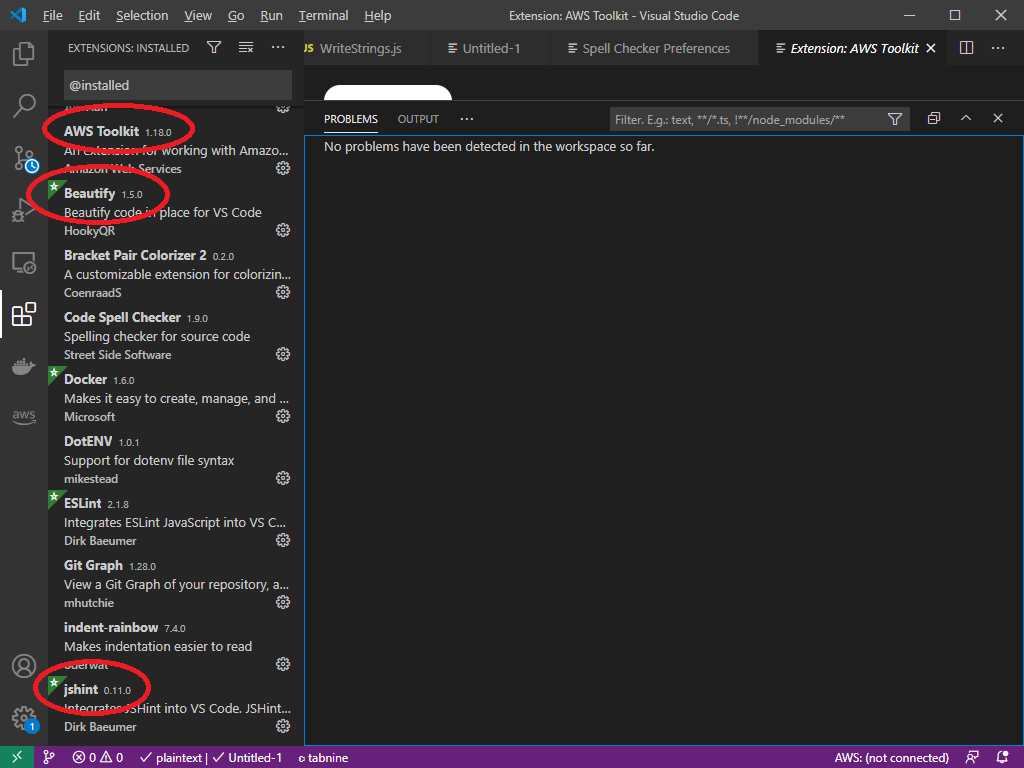 File Edit Selection View Go Run Terminal Help
Extension: AWS Toolkit - Visual Studio Code
EXTENSIONS: INSTALLED
JS WriteStrings.js
Untitled-1
Spell Checker Preferences
Extension: AWS Toolkit
@installed
AWS Toolkit 1.18.0
An extension for working with Amazo...
Amazon Web Services
Beautify 1.5.0
Beautify code in place for VS Code
HookyQR
Bracket Pair Colorizer 2 0.2.0
A customizable extension for colorizin...
CoenraadS
Code Spell Checker 1.9.0
Spelling checker for source code
Street Side Software
Docker 1.6.0
Makes it easy to create, manage, and ...
Microsoft
DotENV 1.0.1
Support for dotenv file syntax
mikestead
ESLint 2.1.8
Integrates ESLint JavaScript into VS C...
Dirk Baeumer
Git Graph 1.28.0
View a Git Graph of your repository, a...
mhutchie
indent-rainbow 7.4.0
Makes indentation easier to read
oderwat
jshint 0.11.0
Integrates JSHint into VS Code. JSHint...
Dirk Baeumer
aws
1
PROBLEMS OUTPUT ...
Filter. E.g.: text, **/*.ts, !**/node_modules/**
No problems have been detected in the workspace so far.
0 0 plaintext | Untitled-1 tabnine
AWS: (not connected)